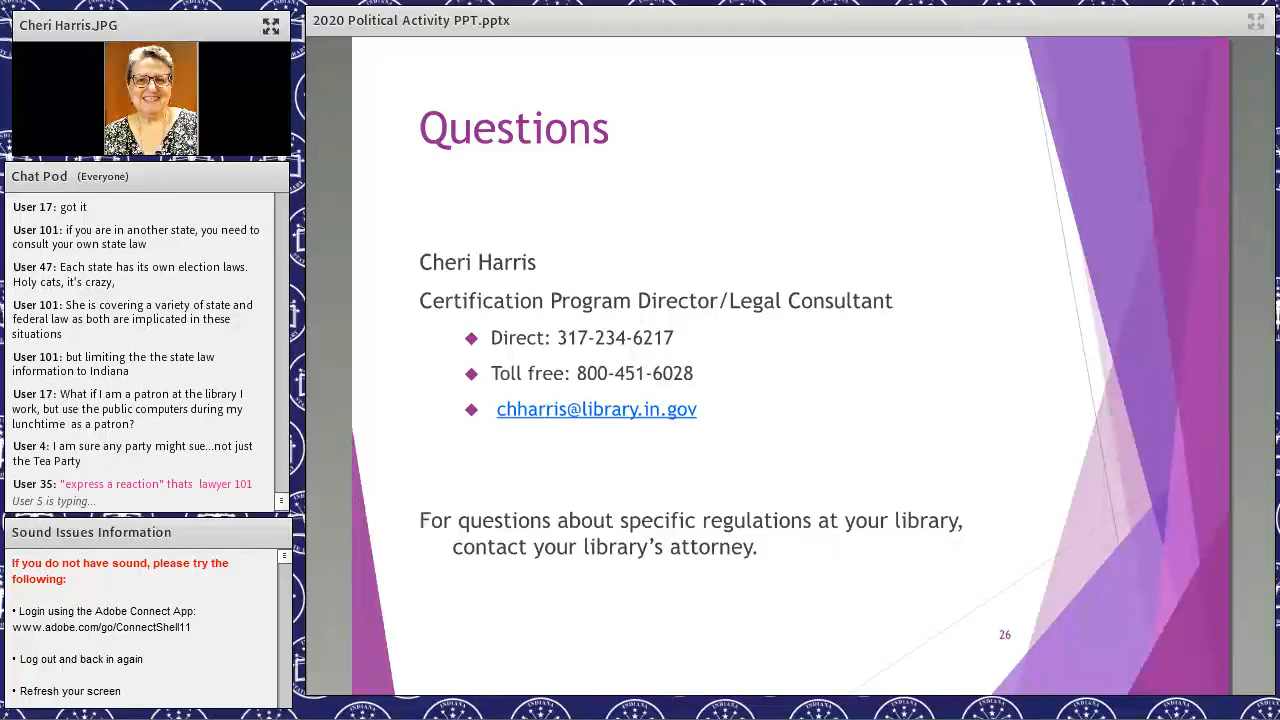 Cheri Harris.JPG
Chat Pod (Everyone)
User 17: got it
User 101: if you are in another state, you need to
consult your own state law
User 47: Each state has its own election laws.
Holy cats, it's crazy,
User 101: She is covering a variety of state and
federal law as both are implicated in these
situations
User 101: but limiting the the state law
information to Indiana
User 17: What if I am a patron at the library I
work, but use the public computers during my
lunchtime as a patron?
User 4: I am sure any party might sue...not just
the Tea Party
User 35: "express a reaction" thats lawyer 101
User 5 is typing...
Sound Issues Information
If you do not have sound, please try the
following:
• Login using the Adobe Connect App:
www.adobe.com/go/ConnectShell11
• Log out and back in again
• Refresh your screen
2020 Political Activity PPT.pptx
Questions
Cheri Harris
Certification Program Director/Legal Consultant
Direct: 317-234-6217
Toll free: 800-451-6028
chharris@library.in.gov
For questions about specific regulations at your library,
contact your library's attorney.
26
INDIANA